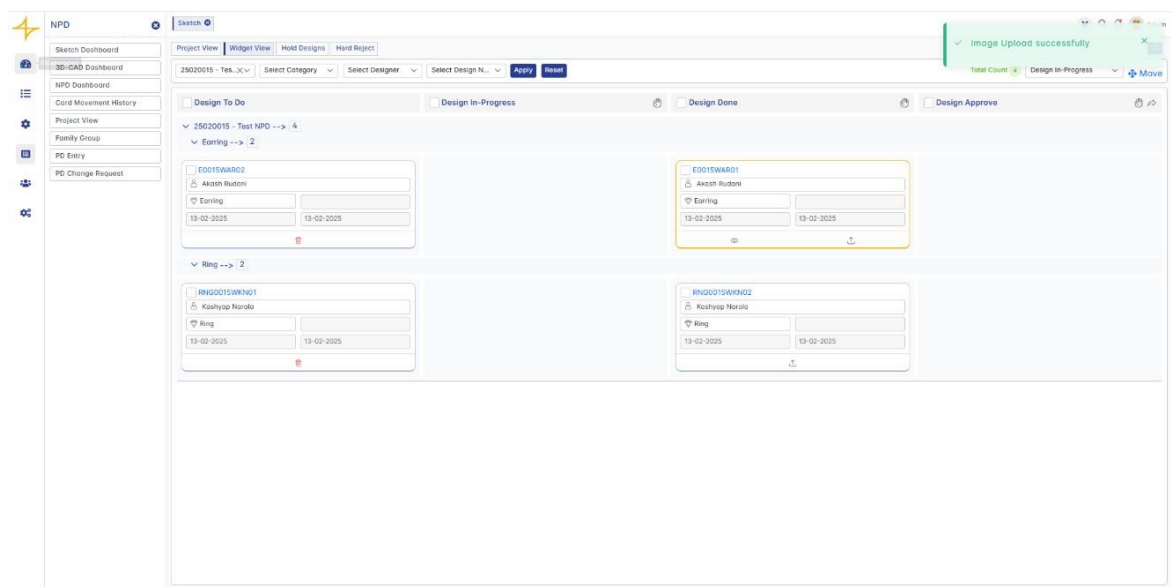 NPD
Sketch
Image Upload successfully
Sketch Dashboard
3D-CAD Dashboard
NPD Dashboard
Card Movement History
Project View
Family Group
PD Entry
PD Change Request
Project View Widget View Hold Designs Hard Reject
25020015 - Tes... Select Category Select Designer Select Design N... Apply Reset Total Count 4 Design In-Progress Move
Design To Do Design In-Progress Design Done Design Approve
25020015 - Test NPD --> 4
Earring --> 2
E0015WAR02 E0015WAR01
Akash Rudani Akash Rudani
Earring Earring
13-02-2025 13-02-2025 13-02-2025 13-02-2025
Ring --> 2
RNG0015WKN01 RNG0015WKN02
Kashyap Narola Kashyap Narola
Ring Ring
13-02-2025 13-02-2025 13-02-2025 13-02-2025